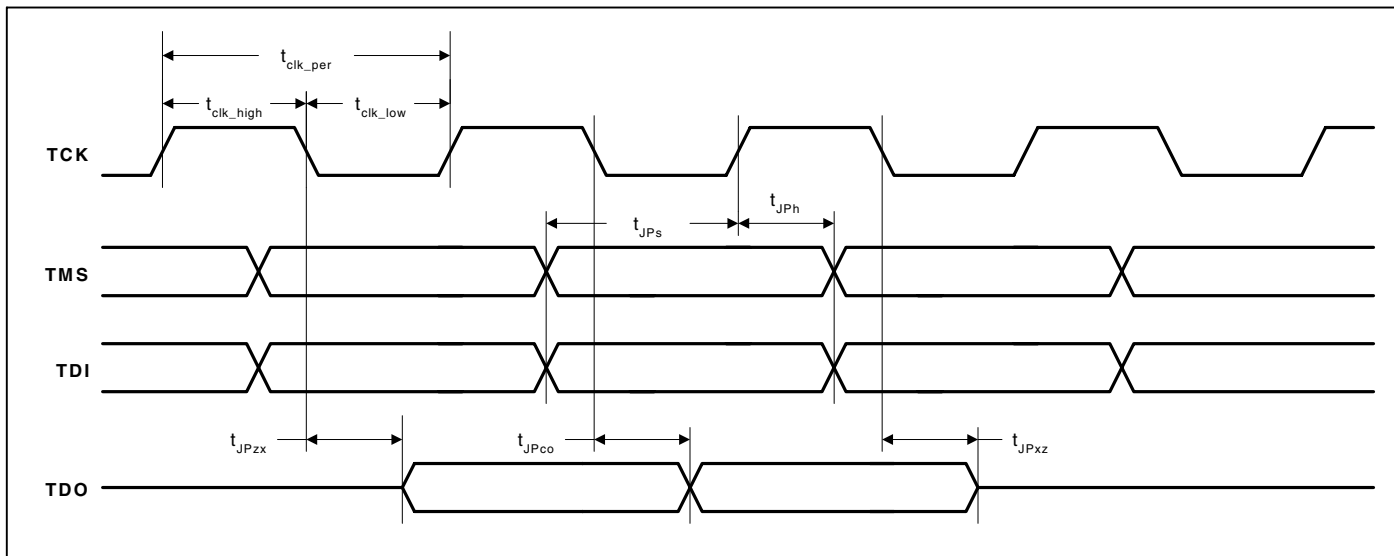 t_clk_per
t_clk_high t_clk_low
TCK
t_JPs t_JPh
TMS
TDI
t_JPzx t_JPco t_JPxz
TDO